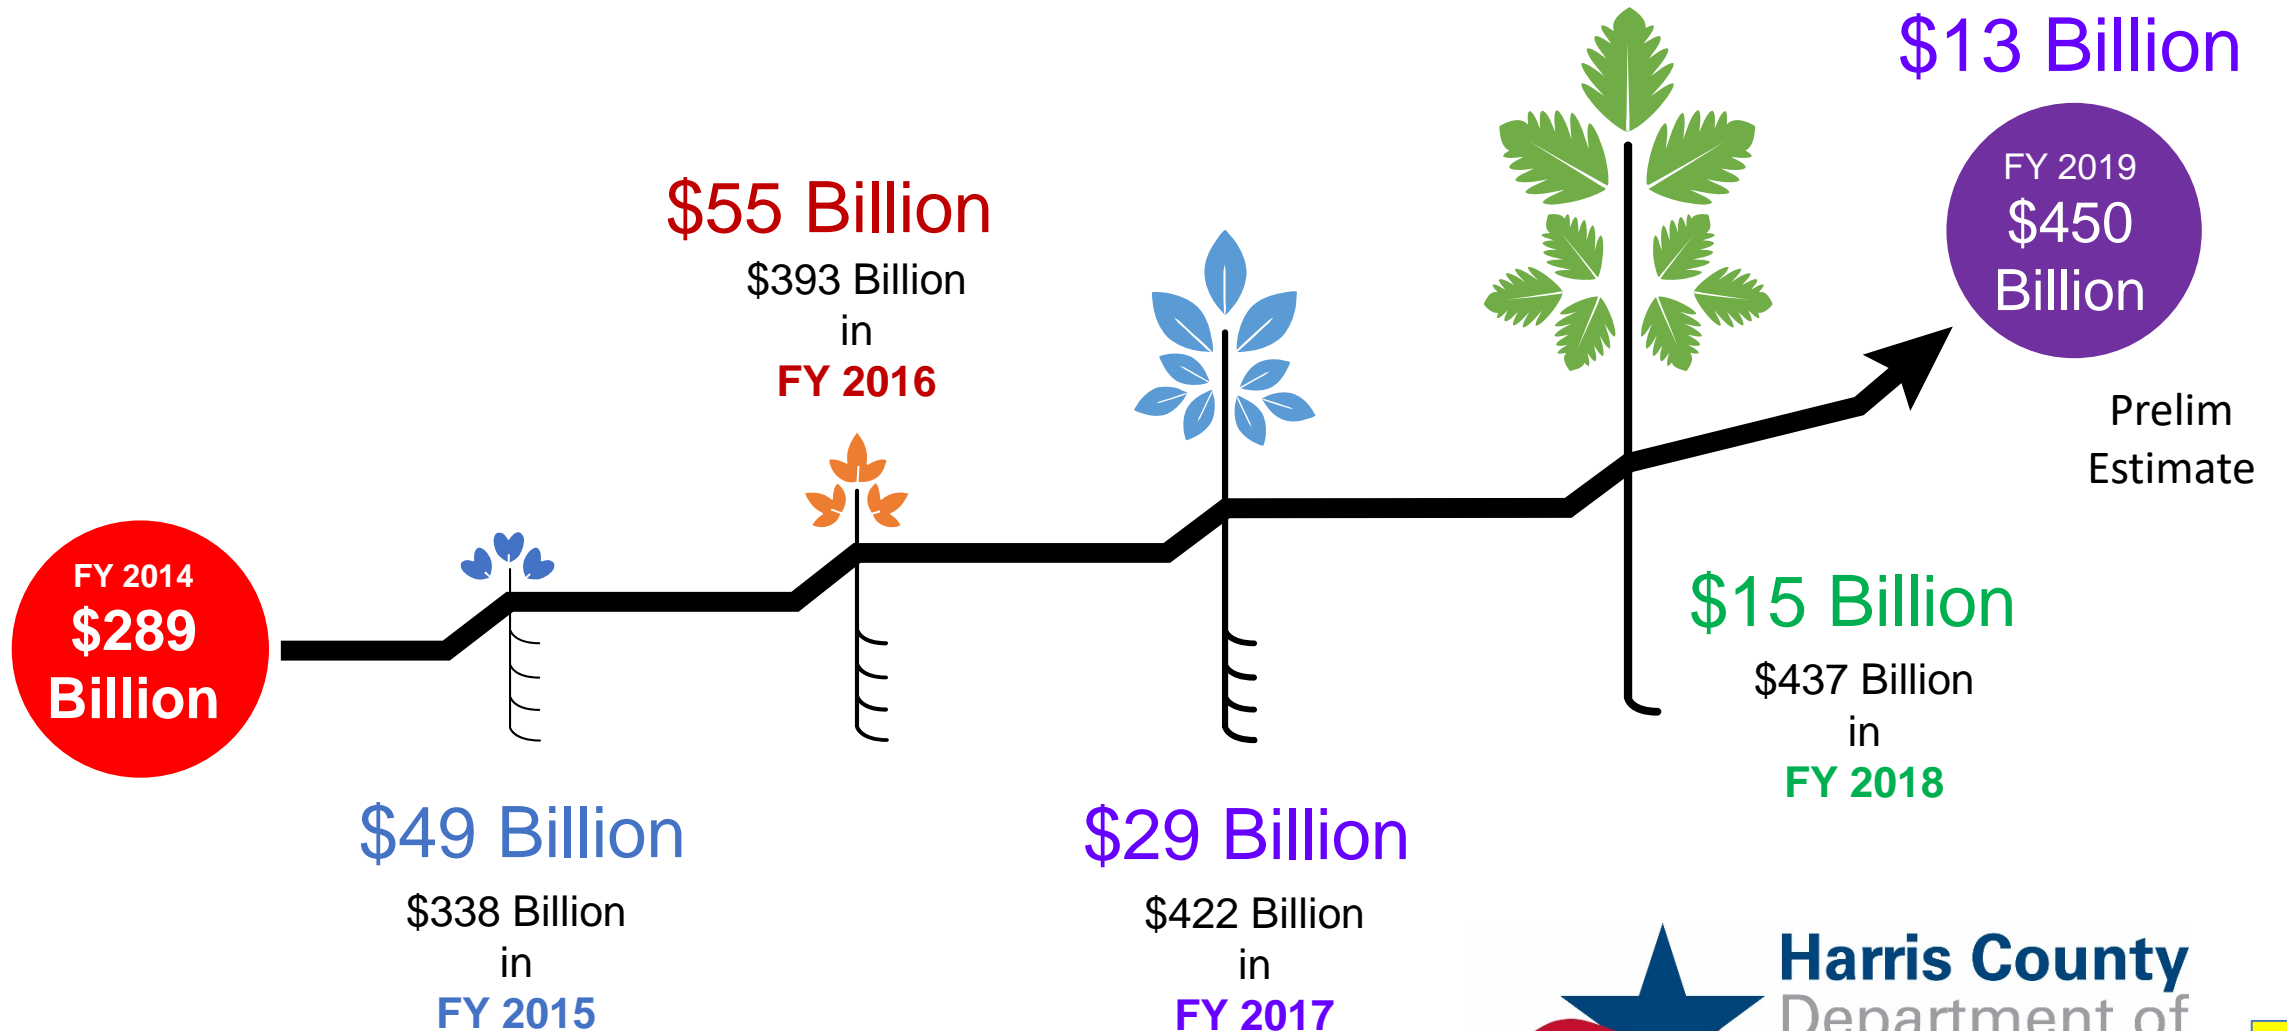 FY 2014
$289
Billion
$49 Billion
$338 Billion
in
FY 2015
$55 Billion
$393 Billion
in
FY 2016
$29 Billion
$422 Billion
in
FY 2017
$15 Billion
$437 Billion
in
FY 2018
$13 Billion
FY 2019
$450
Billion
Prelim
Estimate
Harris County
Department of